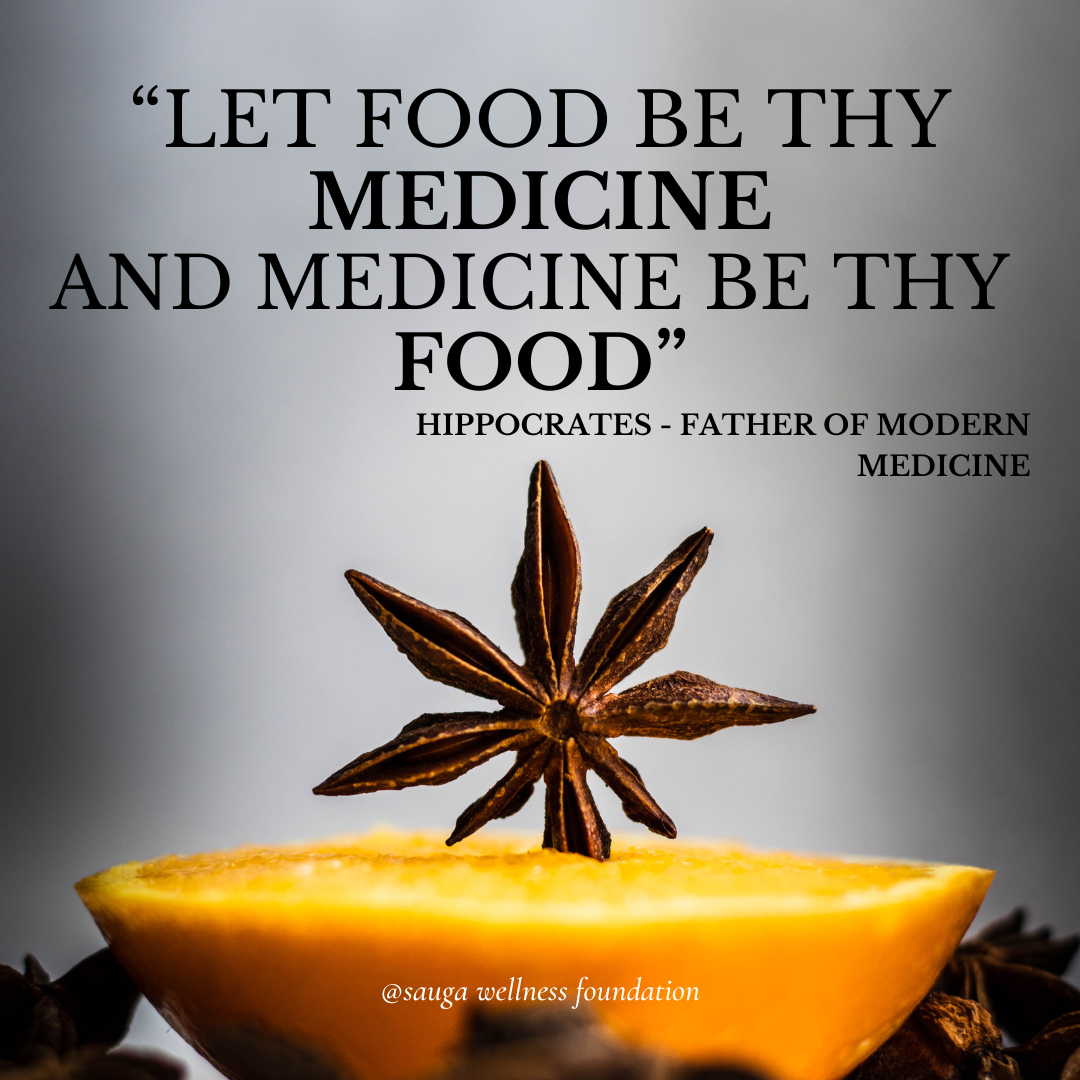 “LET FOOD BE THY
MEDICINE
AND MEDICINE BE THY
FOOD”
HIPPOCRATES - FATHER OF MODERN
MEDICINE
@sauga wellness foundation